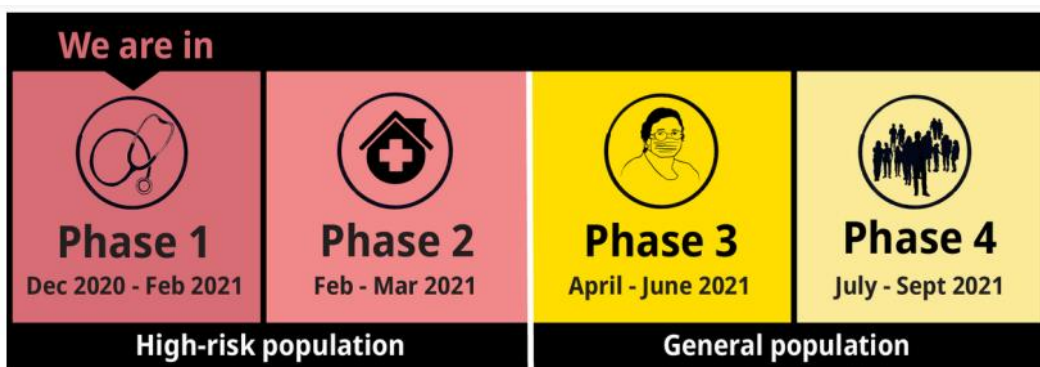 We are in
Phase 1
Dec 2020 - Feb 2021
Phase 2
Feb - Mar 2021
Phase 3
April - June 2021
Phase 4
July - Sept 2021
High-risk population
General population